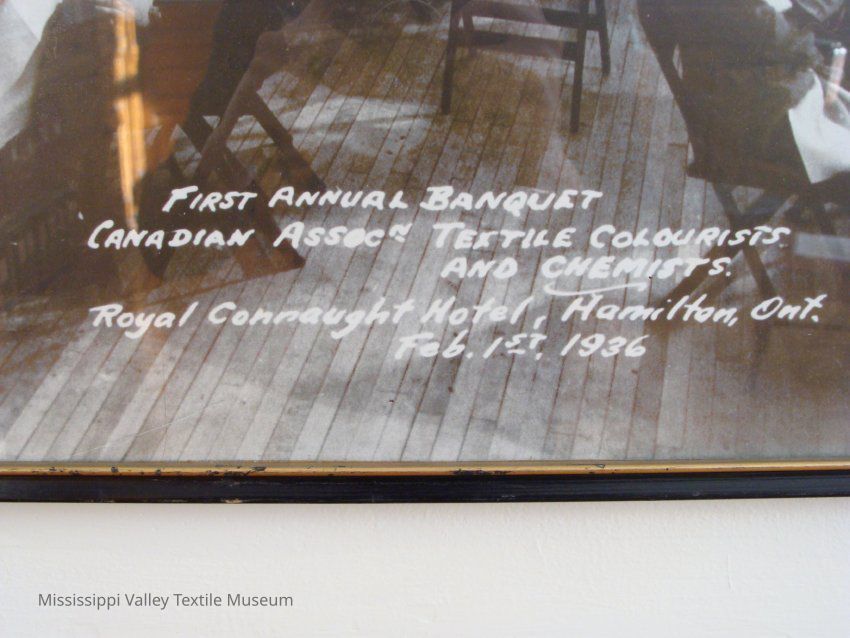 FIRST ANNUAL BANQUET
CANADIAN ASSOCN TEXTILE COLOURISTS
AND CHEMISTS.
Royal Connaught Hotel, Hamilton, Ont.
Feb. 1ST, 1936
Mississippi Valley Textile Museum